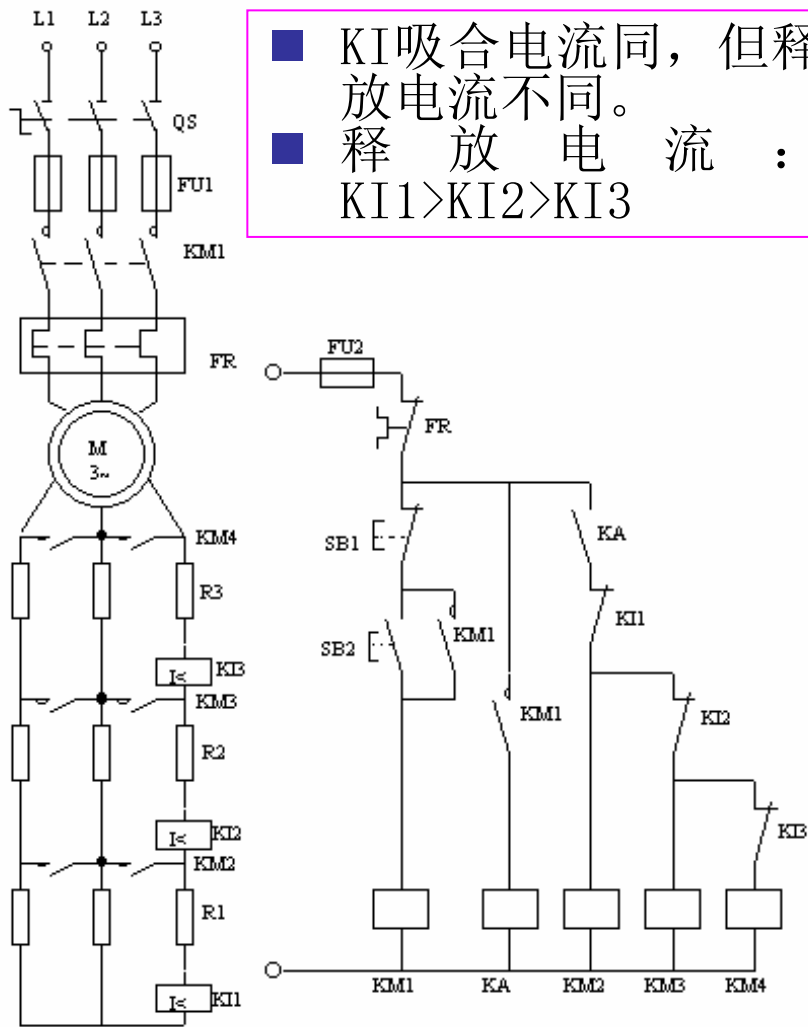 L1 L2 L3
■ KI吸合电流同，但释
放电流不同。
■ 释放电流：
KI1>KI2>KI3
QS
FU1
KM1
FR
FU2
FR
M
3~
KM4
SB1
KA
R3
KI1
SB2
KM1
I< KI3
KM3
KM1
KI2
R2
I< KI2
KI3
KM2
R1
I< KI1
KM1 KA KM2 KM3 KM4